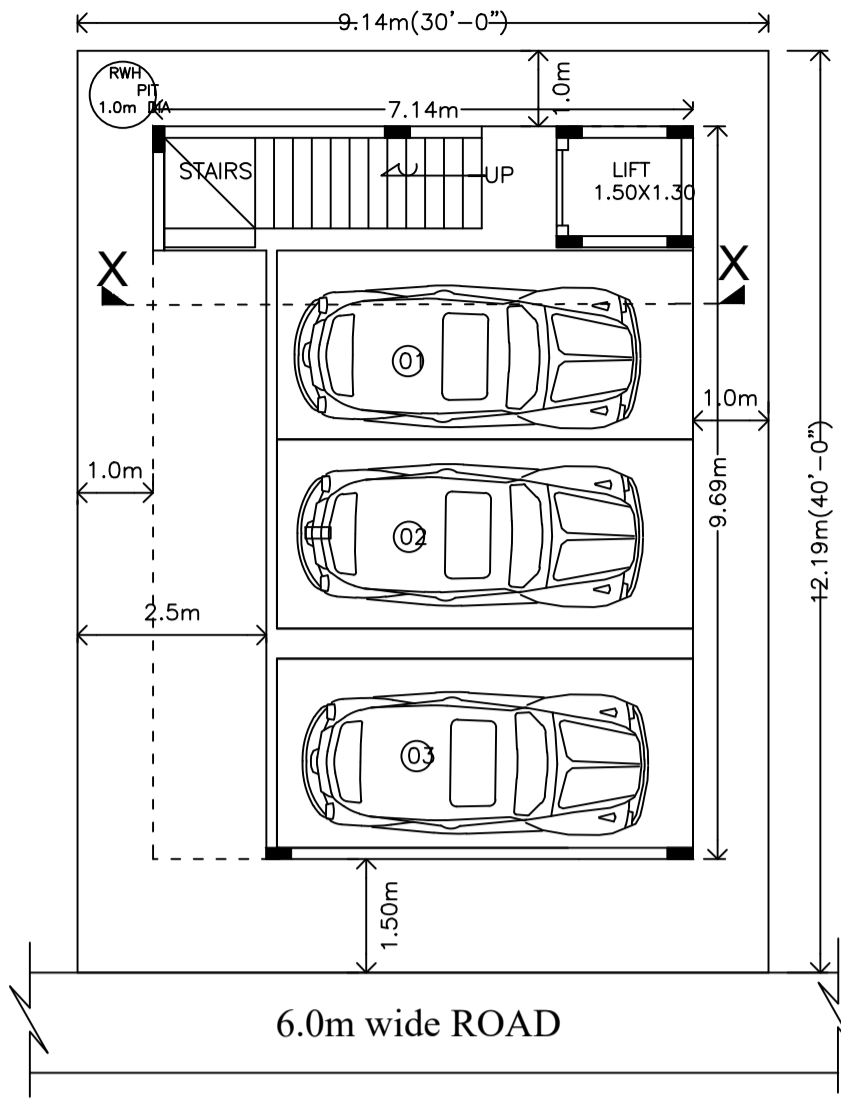 9.14m(30'-0")
RWH
PIT
1.0m DIA
1.0m
7.14m
STAIRS
UP
LIFT
1.50X1.30
X
X
01
1.0m
1.0m
9.69m
12.19m(40'-0")
02
2.5m
03
1.50m
6.0m wide ROAD